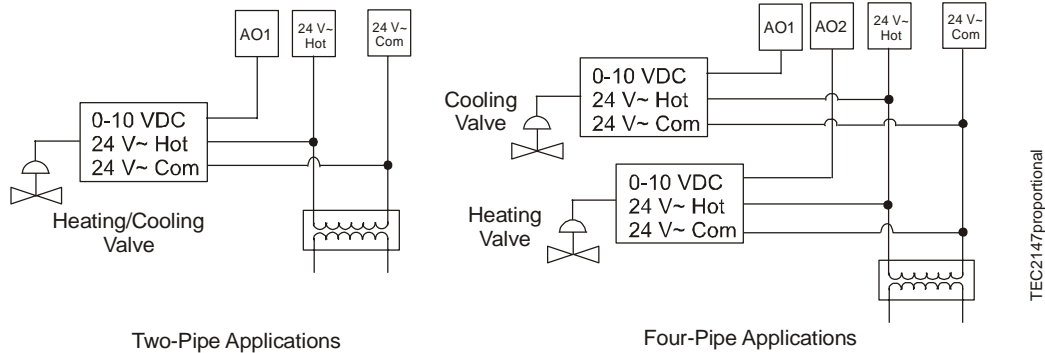 AO1
24 V~
Hot
24 V~
Com
0-10 VDC
24 V~ Hot
24 V~ Com
Heating/Cooling
Valve
Two-Pipe Applications
AO1
AO2
24 V~
Hot
24 V~
Com
Cooling
Valve
0-10 VDC
24 V~ Hot
24 V~ Com
Heating
Valve
0-10 VDC
24 V~ Hot
24 V~ Com
Four-Pipe Applications
TEC2147proportional